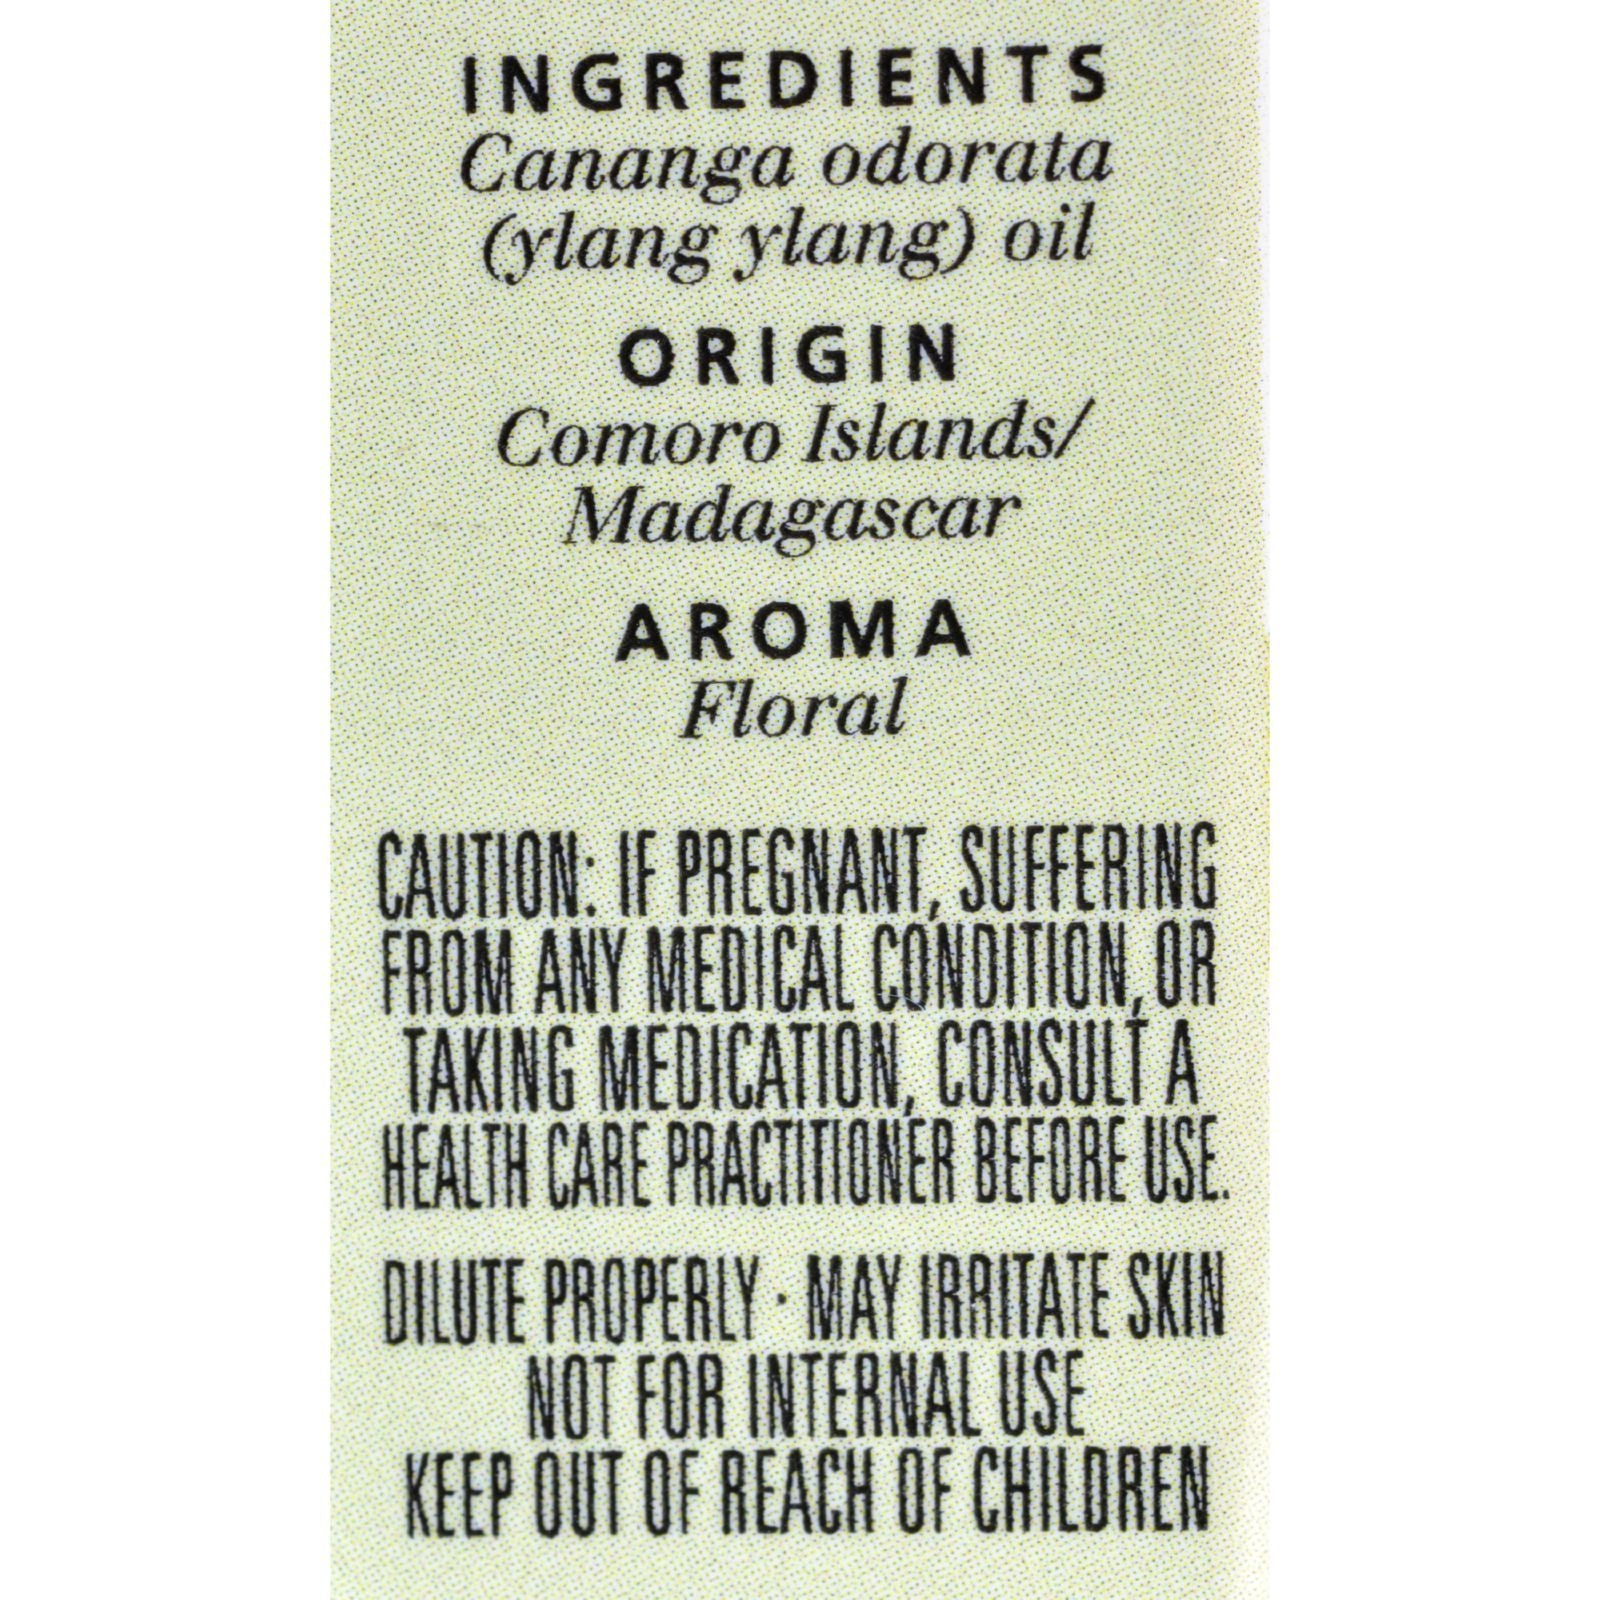 INGREDIENTS
Cananga odorata
(ylang ylang) oil
ORIGIN
Comoro Islands/
Madagascar
AROMA
Floral
CAUTION: IF PREGNANT, SUFFERING
FROM ANY MEDICAL CONDITION, OR
TAKING MEDICATION, CONSULT A
HEALTH CARE PRACTITIONER BEFORE USE.
DILUTE PROPERLY · MAY IRRITATE SKIN
NOT FOR INTERNAL USE
KEEP OUT OF REACH OF CHILDREN